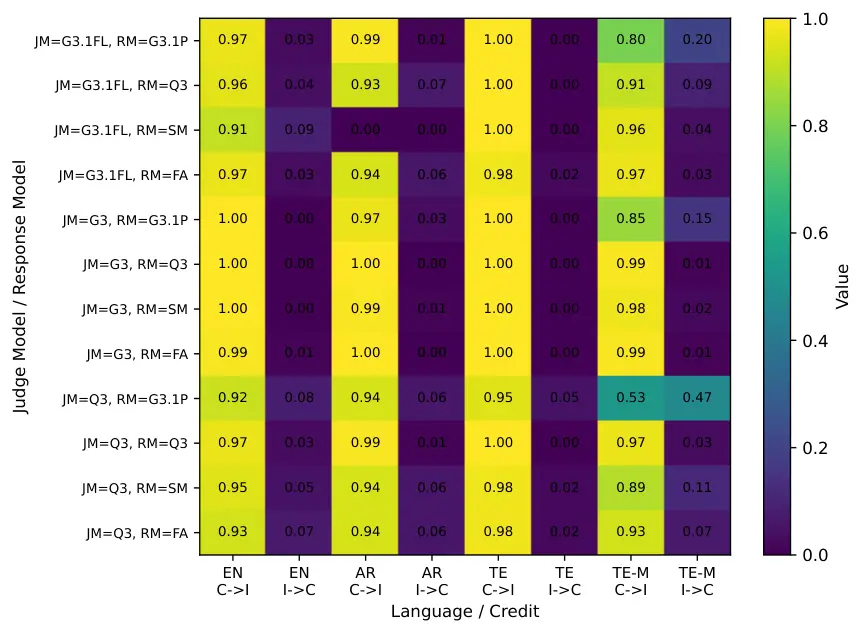 JM=G3.1FL, RM=G3.1P 0.97 0.03 0.99 0.01 1.00 0.00 0.80 0.20
JM=G3.1FL, RM=Q3 0.96 0.04 0.93 0.07 1.00 0.00 0.91 0.09
JM=G3.1FL, RM=SM 0.91 0.09 0.00 0.00 1.00 0.00 0.96 0.04
JM=G3.1FL, RM=FA 0.97 0.03 0.94 0.06 0.98 0.02 0.97 0.03
JM=G3, RM=G3.1P 1.00 0.00 0.97 0.03 1.00 0.00 0.85 0.15
JM=G3, RM=Q3 1.00 0.00 1.00 0.00 1.00 0.00 0.99 0.01
JM=G3, RM=SM 1.00 0.00 0.99 0.01 1.00 0.00 0.98 0.02
JM=G3, RM=FA 0.99 0.01 1.00 0.00 1.00 0.00 0.99 0.01
JM=Q3, RM=G3.1P 0.92 0.08 0.94 0.06 0.95 0.05 0.53 0.47
JM=Q3, RM=Q3 0.97 0.03 0.99 0.01 1.00 0.00 0.97 0.03
JM=Q3, RM=SM 0.95 0.05 0.94 0.06 0.98 0.02 0.89 0.11
JM=Q3, RM=FA 0.93 0.07 0.94 0.06 0.98 0.02 0.93 0.07
EN EN AR AR TE TE TE-M TE-M
C->I I->C C->I I->C C->I I->C C->I I->C
Language / Credit
Judge Model / Response Model
1.0
0.8
0.6
0.4
0.2
0.0
Value